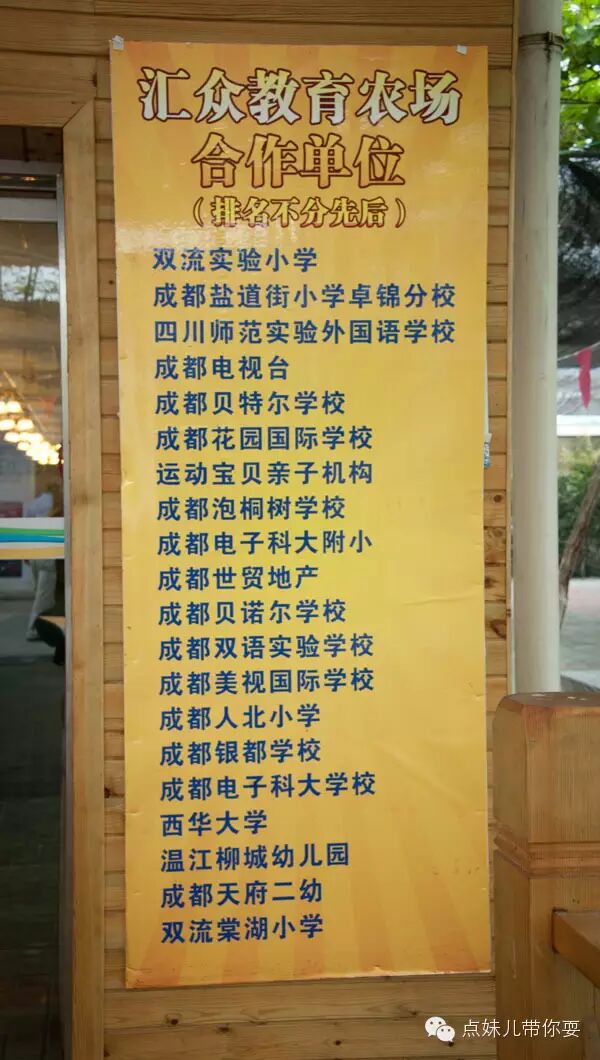 汇众教育农场
合作单位
（排名不分先后）
双流实验小学
成都盐道街小学卓锦分校
四川师范实验外国语学校
成都电视台
成都贝特尔学校
成都花园国际学校
运动宝贝亲子机构
成都泡桐树学校
成都电子科大附小
成都世贸地产
成都贝诺尔学校
成都双语实验学校
成都美视国际学校
成都人北小学
成都银都学校
成都电子科大学校
西华大学
温江柳城幼儿园
成都天府二幼
双流棠湖小学
点妹儿带你耍